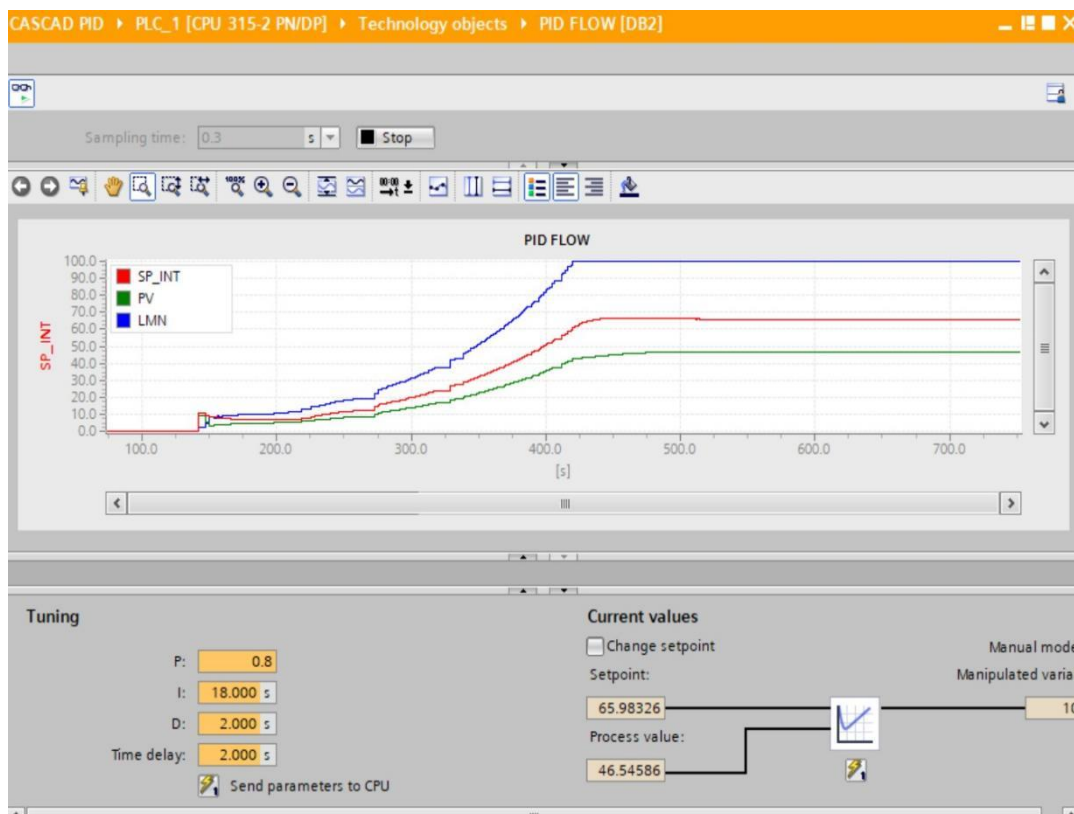 CASCAD PID ▸ PLC_1 [CPU 315-2 PN/DP] ▸ Technology objects ▸ PID FLOW [DB2]
Sampling time: 0.3 s Stop
PID FLOW
SP_INT
100.0
90.0
80.0
70.0
60.0
50.0
40.0
30.0
20.0
10.0
0.0
SP_INT
PV
LMN
100.0 200.0 300.0 400.0 500.0 600.0 700.0
[s]
Tuning
P: 0.8
I: 18.000 s
D: 2.000 s
Time delay: 2.000 s
Send parameters to CPU
Current values
Change setpoint
Manual mode
Setpoint:
Manipulated varia
65.98326
10
Process value:
46.54586